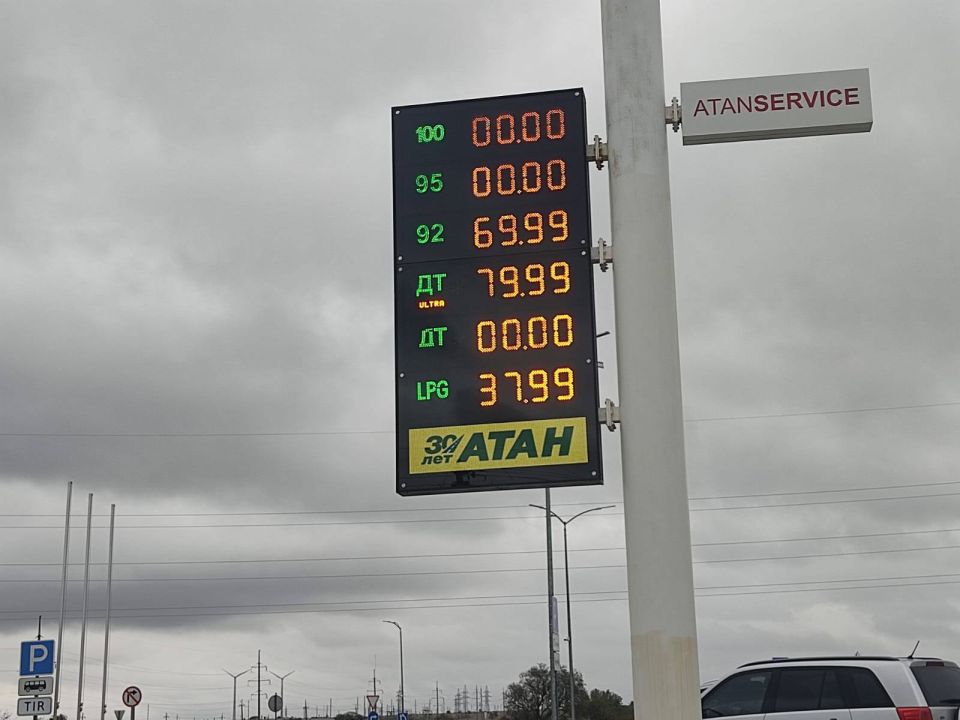 ATANSERVICE
100 00.00
95 00.00
92 69.99
ДТ 79.99
ULTRA
ДТ 00.00
LPG 37.99
30 лет АТАН
P
TIR